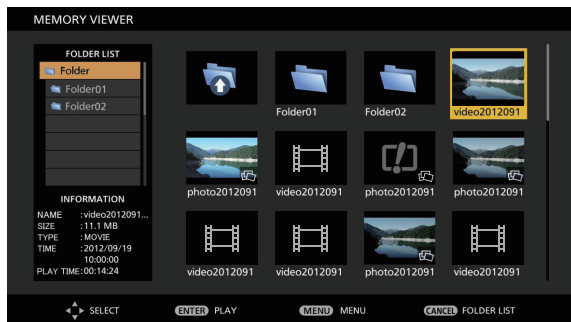 MEMORY VIEWER
FOLDER LIST
Folder
Folder01
Folder02
INFORMATION
NAME :video2012091...
SIZE :11.1 MB
TYPE :MOVIE
TIME :2012/09/19
10:00:00
PLAY TIME:00:14:24
Folder01 Folder02 video2012091
photo2012091 video2012091 photo2012091 photo2012091
video2012091 video2012091 photo2012091 video2012091
SELECT ENTER PLAY MENU MENU CANCEL FOLDER LIST